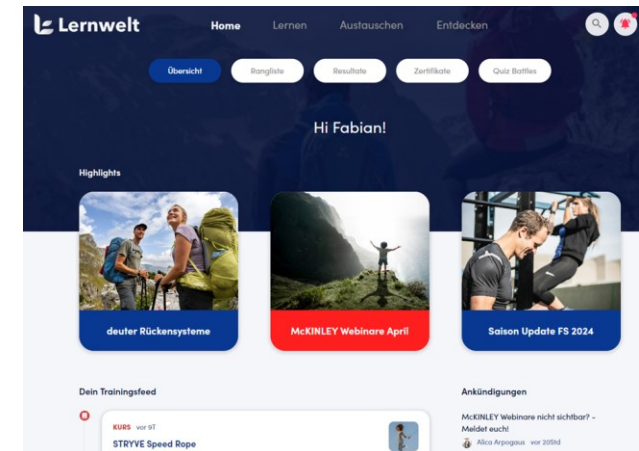 Lernwelt
Home Lernen Austauschen Entdecken
Übersicht Rangliste Resultate Zertifikate Quiz Battles
Hi Fabian!
Highlights
deuter Rückensysteme
McKINLEY Webinare April
Saison Update FS 2024
Dein Trainingsfeed
KURS vor 9T
STRYVE Speed Rope
Ankündigungen
McKINLEY Webinare nicht sichtbar? -
Meldet euch!
Alica Arpagaus vor 20Std